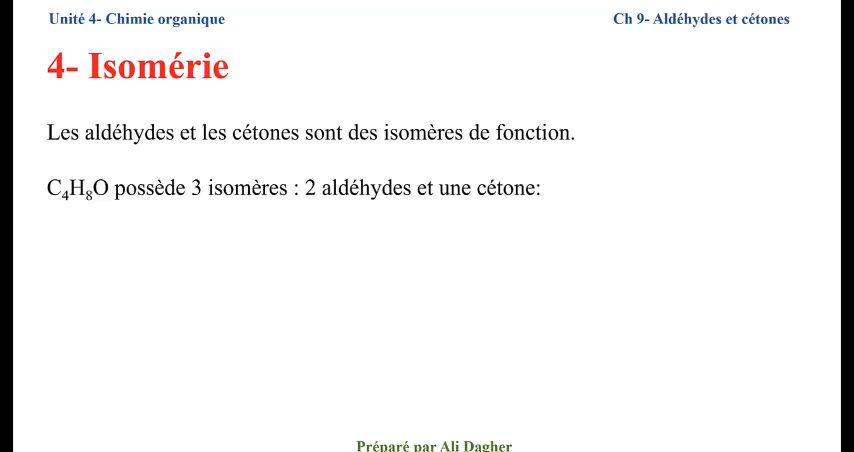 Unité 4- Chimie organique Ch 9- Aldéhydes et cétones
4- Isomérie
Les aldéhydes et les cétones sont des isomères de fonction.
C₄H₈O possède 3 isomères : 2 aldéhydes et une cétone:
Préparé par Ali Dagher